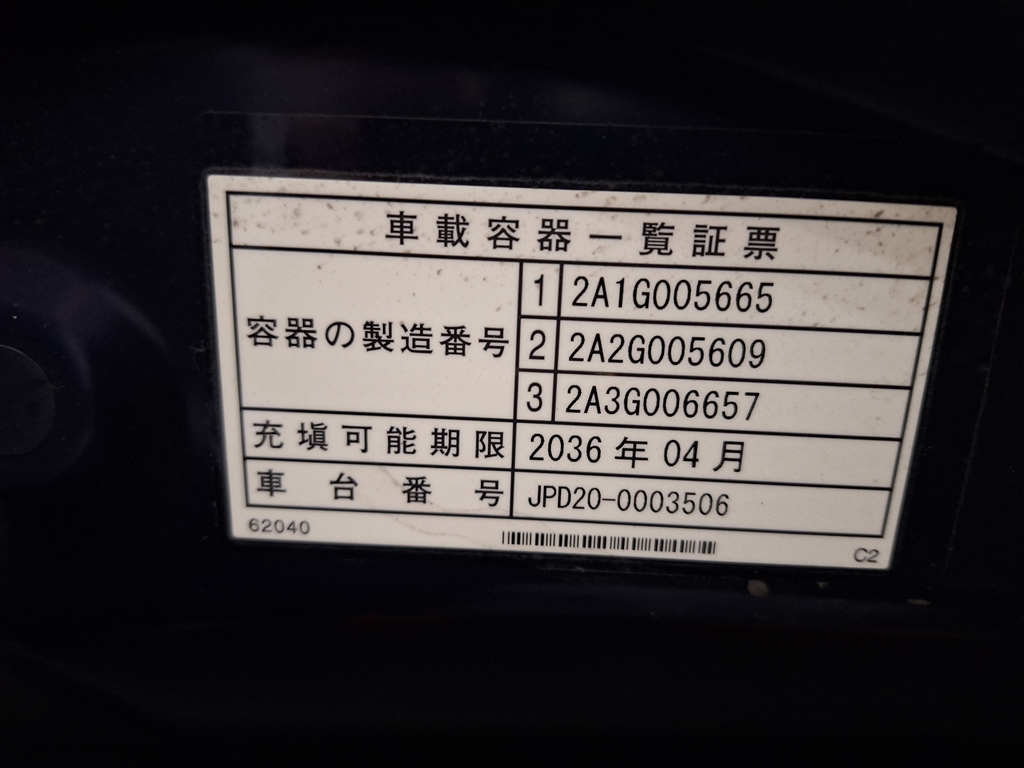 車載容器一覧証票
容器の製造番号
1 2A1G005665
2 2A2G005609
3 2A3G006657
充塡可能期限 2036年04月
車台番号 JPD20-0003506
62040
C2